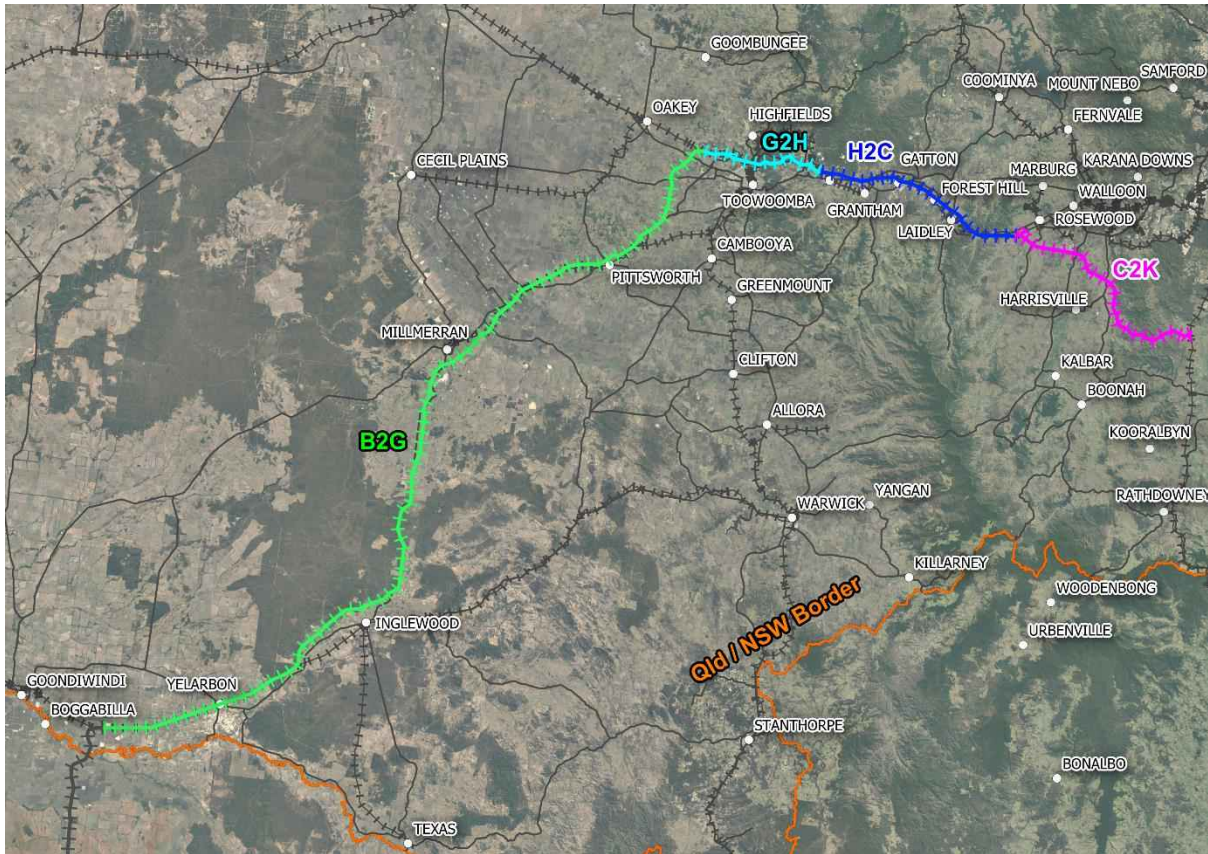 GOOMBUNGEE
SAMFORD
COOMINYA
MOUNT NEBO
OAKEY
HIGHFIELDS
FERNVALE
G2H
H2C
CECIL PLAINS
GATTON
MARBURG
KARANA DOWNS
FOREST HILL
WALLOON
TOOWOOMBA
GRANTHAM
ROSEWOOD
LAIDLEY
CAMBOOYA
PITTSWORTH
C2K
GREENMOUNT
HARRISVILLE
MILLMERRAN
CLIFTON
KALBAR
BOONAH
ALLORA
B2G
KOORALBYN
WARWICK
YANGAN
RATHDOWNEY
KILLARNEY
WOODENBONG
INGLEWOOD
Qld / NSW Border
URBENVILLE
GOONDIWINDI
YELARBON
BOGGABILLA
STANTHORPE
BONALBO
TEXAS